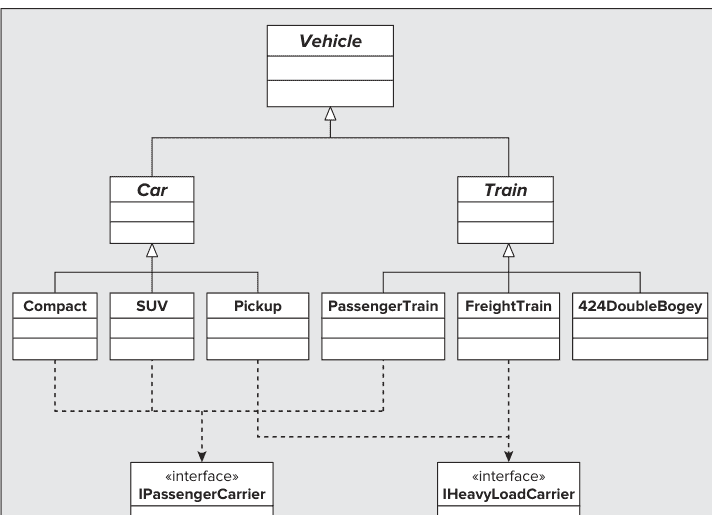 Vehicle
Car
Train
Compact
SUV
Pickup
PassengerTrain
FreightTrain
424DoubleBogey
«interface»
IPassengerCarrier
«interface»
IHeavyLoadCarrier